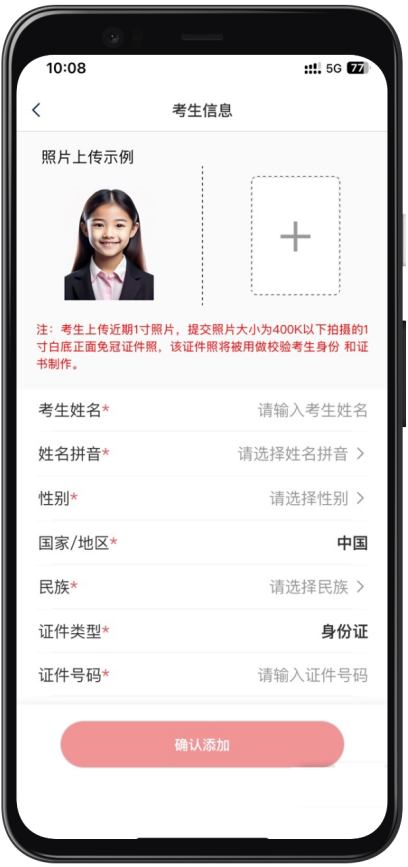 10:08
5G 77
考生信息
照片上传示例
注：考生上传近期1寸照片，提交照片大小为400K以下拍摄的1
寸白底正面免冠证件照，该证件照将被用做校验考生身份 和证
书制作。
考生姓名* 请输入考生姓名
姓名拼音* 请选择姓名拼音
性别* 请选择性别
国家/地区* 中国
民族* 请选择民族
证件类型* 身份证
证件号码* 请输入证件号码
确认添加